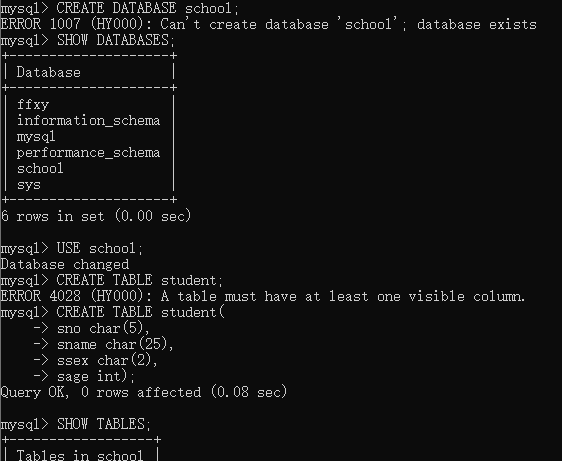 mysql> CREATE DATABASE school;
ERROR 1007 (HY000): Can't create database 'school'; database exists
mysql> SHOW DATABASES;
+--------------------+
| Database           |
+--------------------+
| ffxy               |
| information_schema |
| mysql              |
| performance_schema |
| school             |
| sys                |
+--------------------+
6 rows in set (0.00 sec)

mysql> USE school;
Database changed
mysql> CREATE TABLE student;
ERROR 4028 (HY000): A table must have at least one visible column.
mysql> CREATE TABLE student(
    -> sno char(5),
    -> sname char(25),
    -> ssex char(2),
    -> sage int);
Query OK, 0 rows affected (0.08 sec)

mysql> SHOW TABLES;
+------------------+
| Tables in school |